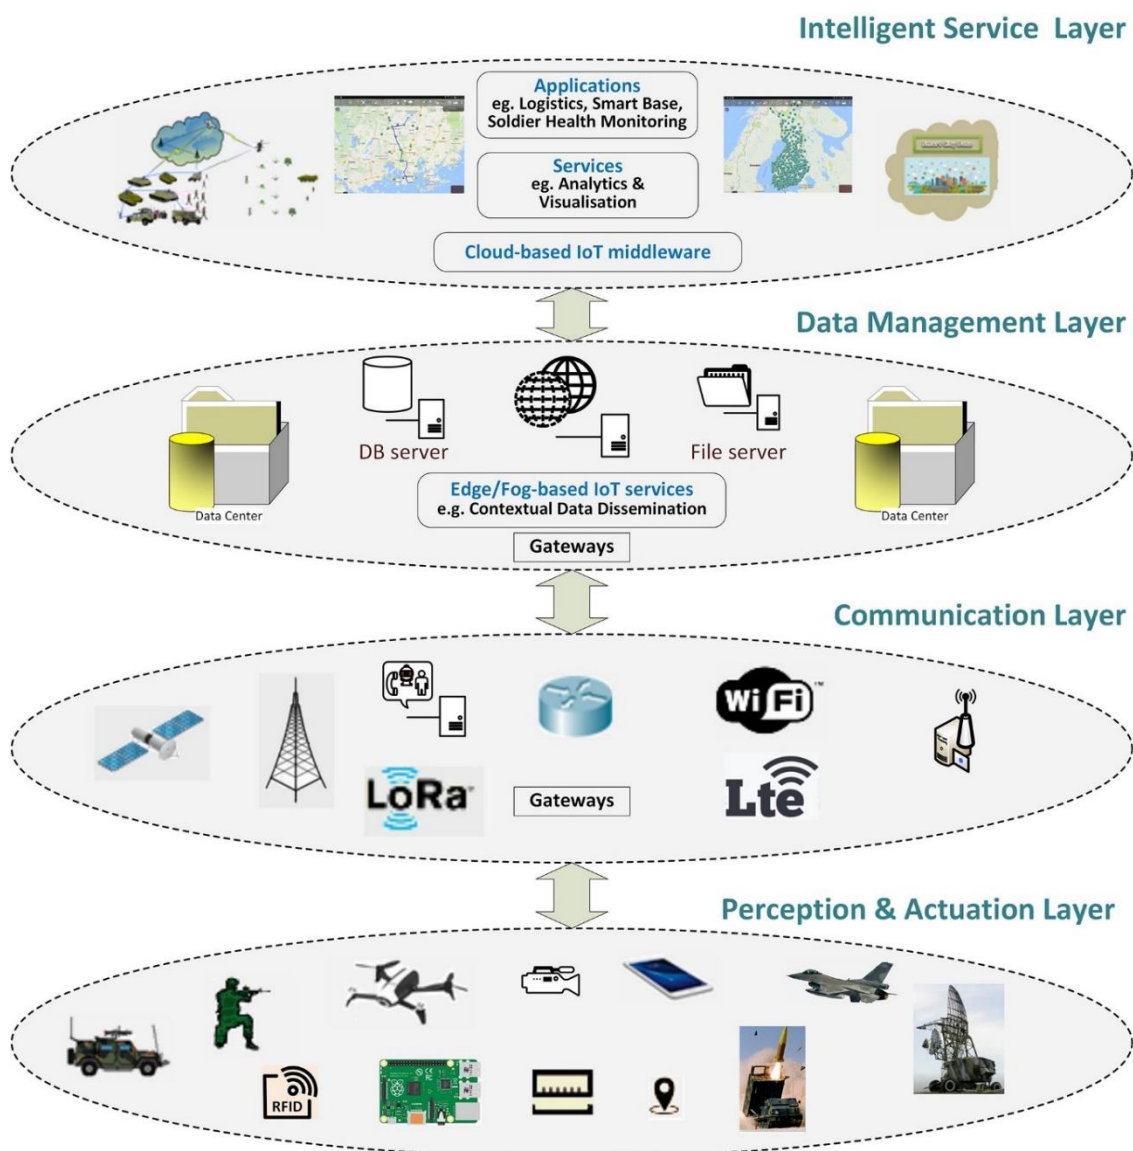 Intelligent Service Layer
Applications
eg. Logistics, Smart Base,
Soldier Health Monitoring
Services
eg. Analytics &
Visualisation
Cloud-based IoT middleware
Data Management Layer
DB server
File server
Data Center
Data Center
Edge/Fog-based IoT services
e.g. Contextual Data Dissemination
Gateways
Communication Layer
WiFi™
LoRa
Gateways
Lte
Perception & Actuation Layer
RFID